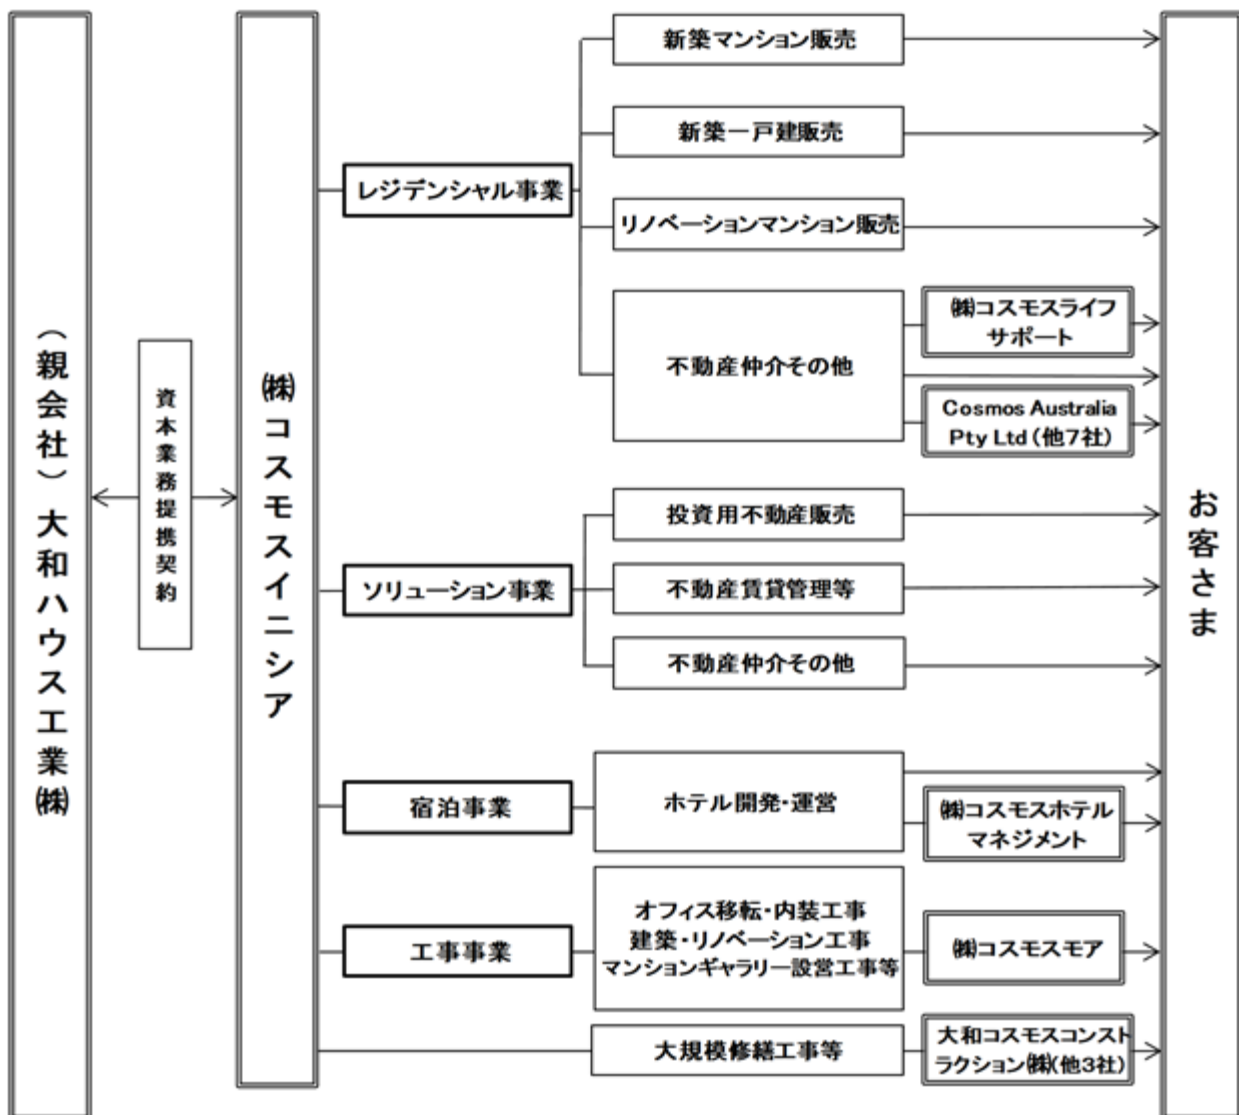 （親会社）大和ハウス工業㈱
資本業務提携契約
㈱コスモスイニシア
レジデンシャル事業
新築マンション販売
新築一戸建販売
リノベーションマンション販売
不動産仲介その他
㈱コスモスライフ
サポート
Cosmos Australia
Pty Ltd（他7社）
ソリューション事業
投資用不動産販売
不動産賃貸管理等
不動産仲介その他
宿泊事業
ホテル開発・運営
㈱コスモスホテル
マネジメント
工事事業
オフィス移転・内装工事
建築・リノベーション工事
マンションギャラリー設営工事等
㈱コスモスモア
大規模修繕工事等
大和コスモスコンスト
ラクション㈱（他3社）
お客さま